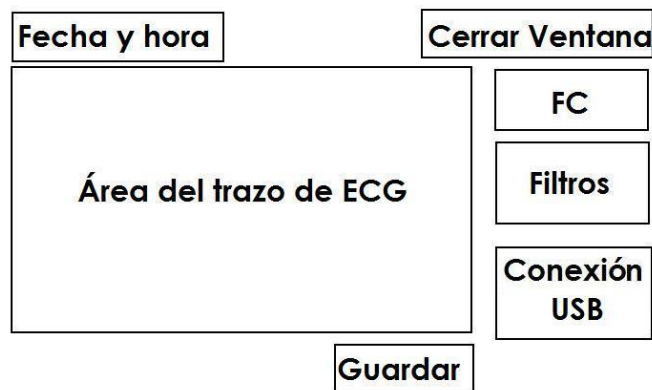 Fecha y hora
Cerrar Ventana
FC
Área del trazo de ECG
Filtros
Conexión
USB
Guardar